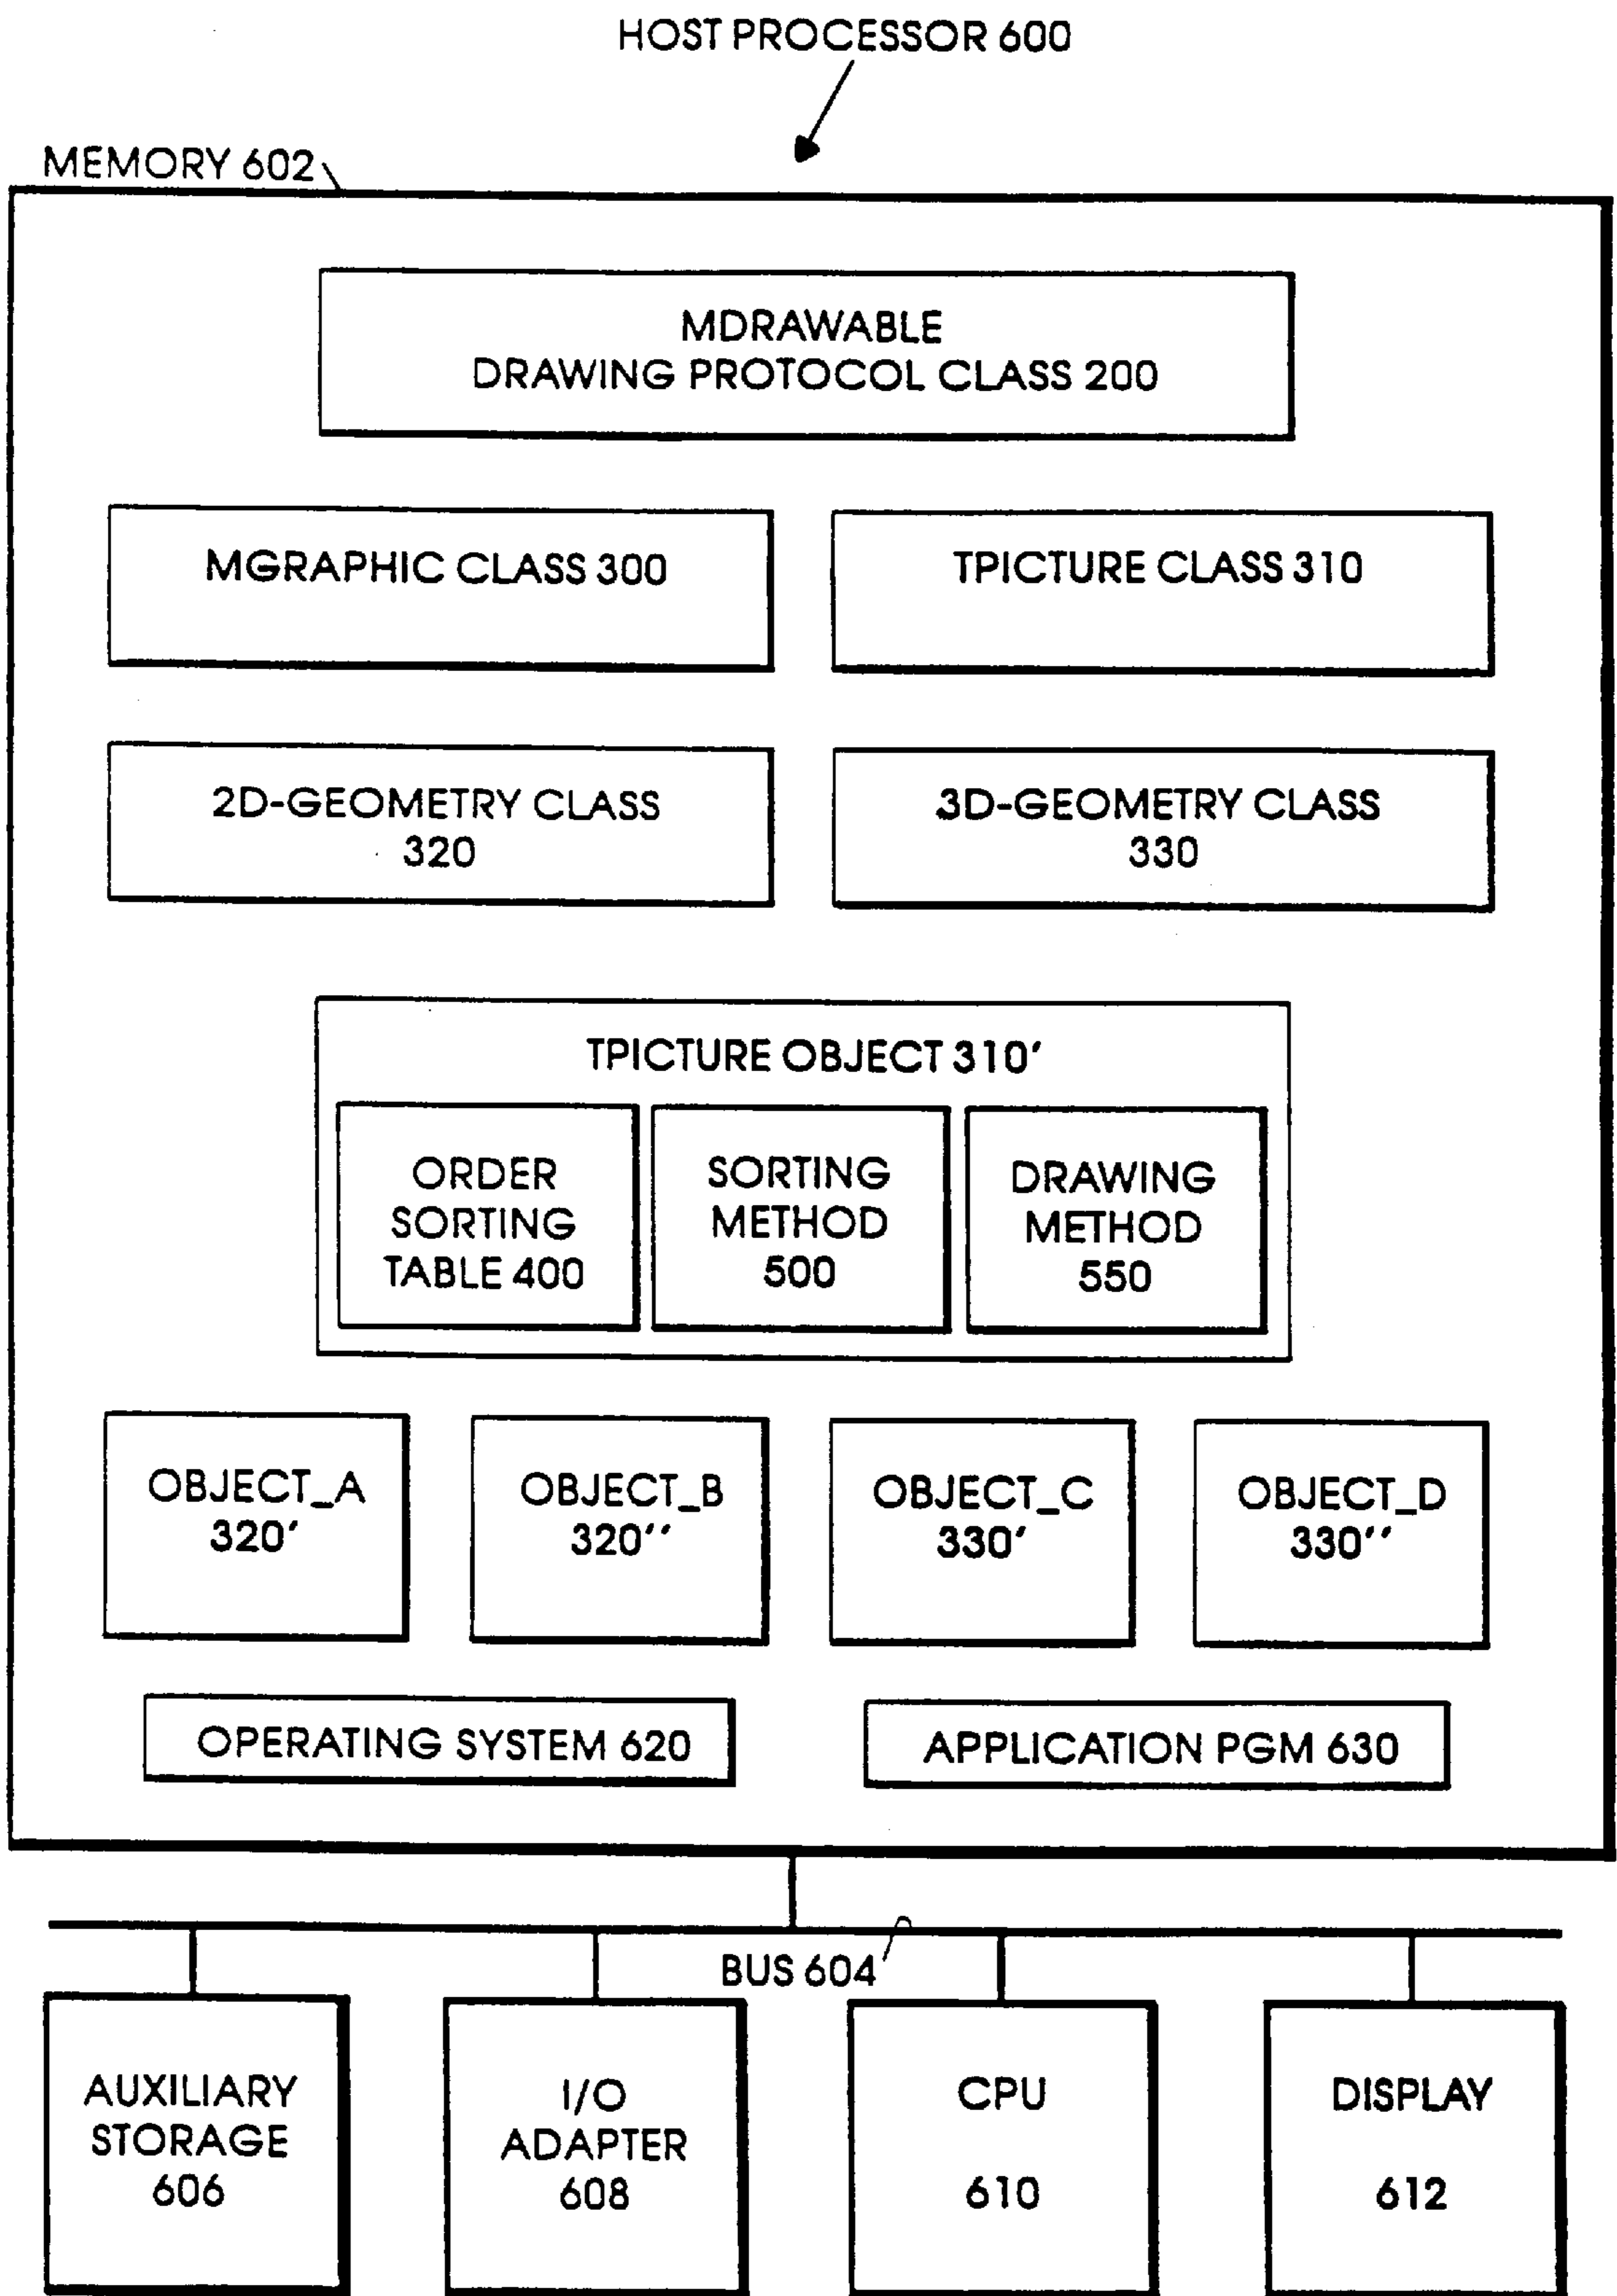 HOST PROCESSOR 600
MEMORY 602
MDRAWABLE
DRAWING PROTOCOL CLASS 200
MGRAPHIC CLASS 300
TPICTURE CLASS 310
2D-GEOMETRY CLASS
320
3D-GEOMETRY CLASS
330
TPICTURE OBJECT 310′
ORDER
SORTING
TABLE 400
SORTING
METHOD
500
DRAWING
METHOD
550
OBJECT_A
320′
OBJECT_B
320′′
OBJECT_C
330′
OBJECT_D
330′′
OPERATING SYSTEM 620
APPLICATION PGM 630
BUS 604
AUXILIARY
STORAGE
606
I/O
ADAPTER
608
CPU
610
DISPLAY
612